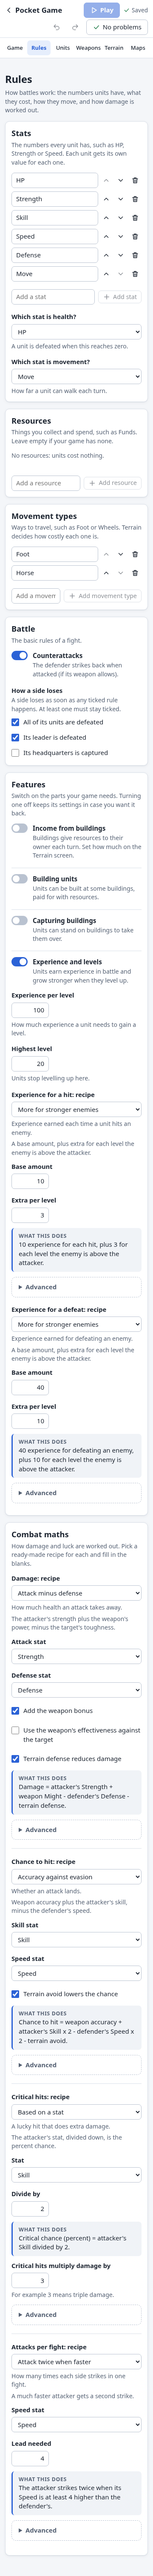 Pocket Game
Play
Saved
No problems
Game
Rules
Units
Weapons
Terrain
Maps
Rules
How battles work: the numbers units have, what
they cost, how they move, and how damage is
worked out.
Stats
The numbers every unit has, such as HP,
Strength or Speed. Each unit gets its own
value for each one.
HP
Strength
Skill
Speed
Defense
Move
Add a stat
Add stat
Which stat is health?
HP
A unit is defeated when this reaches zero.
Which stat is movement?
Move
How far a unit can walk each turn.
Resources
Things you collect and spend, such as Funds.
Leave empty if your game has none.
No resources: units cost nothing.
Add a resource
Add resource
Movement types
Ways to travel, such as Foot or Wheels. Terrain
decides how costly each one is.
Foot
Horse
Add a movem
Add movement type
Battle
The basic rules of a fight.
Counterattacks
The defender strikes back when
attacked (if its weapon allows).
How a side loses
A side loses as soon as any ticked rule
happens. At least one must stay ticked.
All of its units are defeated
Its leader is defeated
Its headquarters is captured
Features
Switch on the parts your game needs. Turning
one off keeps its settings in case you want it
back.
Income from buildings
Buildings give resources to their
owner each turn. Set how much on the
Terrain screen.
Building units
Units can be built at some buildings,
paid for with resources.
Capturing buildings
Units can stand on buildings to take
them over.
Experience and levels
Units earn experience in battle and
grow stronger when they level up.
Experience per level
100
How much experience a unit needs to gain a
level.
Highest level
20
Units stop levelling up here.
Experience for a hit: recipe
More for stronger enemies
Experience earned each time a unit hits an
enemy.
A base amount, plus extra for each level the
enemy is above the attacker.
Base amount
10
Extra per level
3
WHAT THIS DOES
10 experience for each hit, plus 3 for
each level the enemy is above the
attacker.
Advanced
Experience for a defeat: recipe
More for stronger enemies
Experience earned for defeating an enemy.
A base amount, plus extra for each level the
enemy is above the attacker.
Base amount
40
Extra per level
10
WHAT THIS DOES
40 experience for defeating an enemy,
plus 10 for each level the enemy is
above the attacker.
Advanced
Combat maths
How damage and luck are worked out. Pick a
ready-made recipe for each and fill in the
blanks.
Damage: recipe
Attack minus defense
How much health an attack takes away.
The attacker's strength plus the weapon's
power, minus the target's toughness.
Attack stat
Strength
Defense stat
Defense
Add the weapon bonus
Use the weapon's effectiveness against
the target
Terrain defense reduces damage
WHAT THIS DOES
Damage = attacker's Strength +
weapon Might - defender's Defense -
terrain defense.
Advanced
Chance to hit: recipe
Accuracy against evasion
Whether an attack lands.
Weapon accuracy plus the attacker's skill,
minus the defender's speed.
Skill stat
Skill
Speed stat
Speed
Terrain avoid lowers the chance
WHAT THIS DOES
Chance to hit = weapon accuracy +
attacker's Skill x 2 - defender's Speed x
2 - terrain avoid.
Advanced
Critical hits: recipe
Based on a stat
A lucky hit that does extra damage.
The attacker's stat, divided down, is the
percent chance.
Stat
Skill
Divide by
2
WHAT THIS DOES
Critical chance (percent) = attacker's
Skill divided by 2.
Critical hits multiply damage by
3
For example 3 means triple damage.
Advanced
Attacks per fight: recipe
Attack twice when faster
How many times each side strikes in one
fight.
A much faster attacker gets a second strike.
Speed stat
Speed
Lead needed
4
WHAT THIS DOES
The attacker strikes twice when its
Speed is at least 4 higher than the
defender's.
Advanced